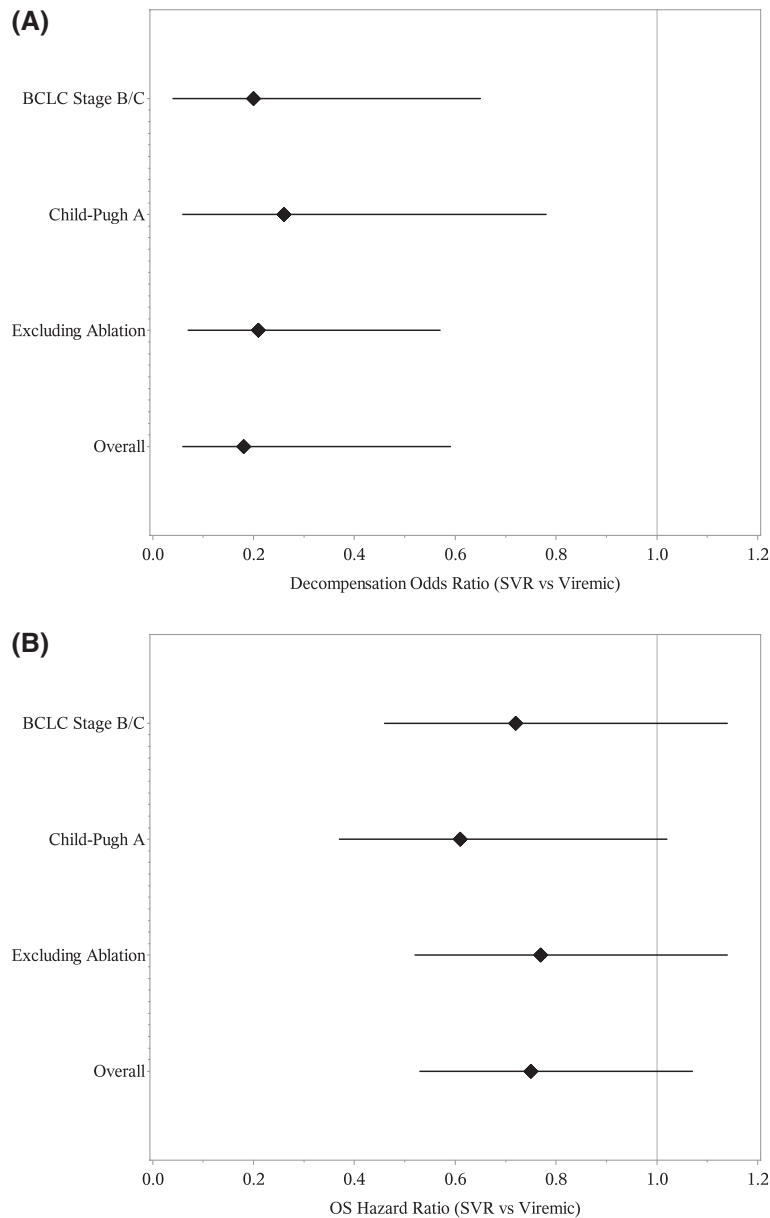 (A)
BCLC Stage B/C
Child-Pugh A
Excluding Ablation
Overall
0.0 0.2 0.4 0.6 0.8 1.0 1.2
Decompensation Odds Ratio (SVR vs Viremic)
(B)
BCLC Stage B/C
Child-Pugh A
Excluding Ablation
Overall
0.0 0.2 0.4 0.6 0.8 1.0 1.2
OS Hazard Ratio (SVR vs Viremic)